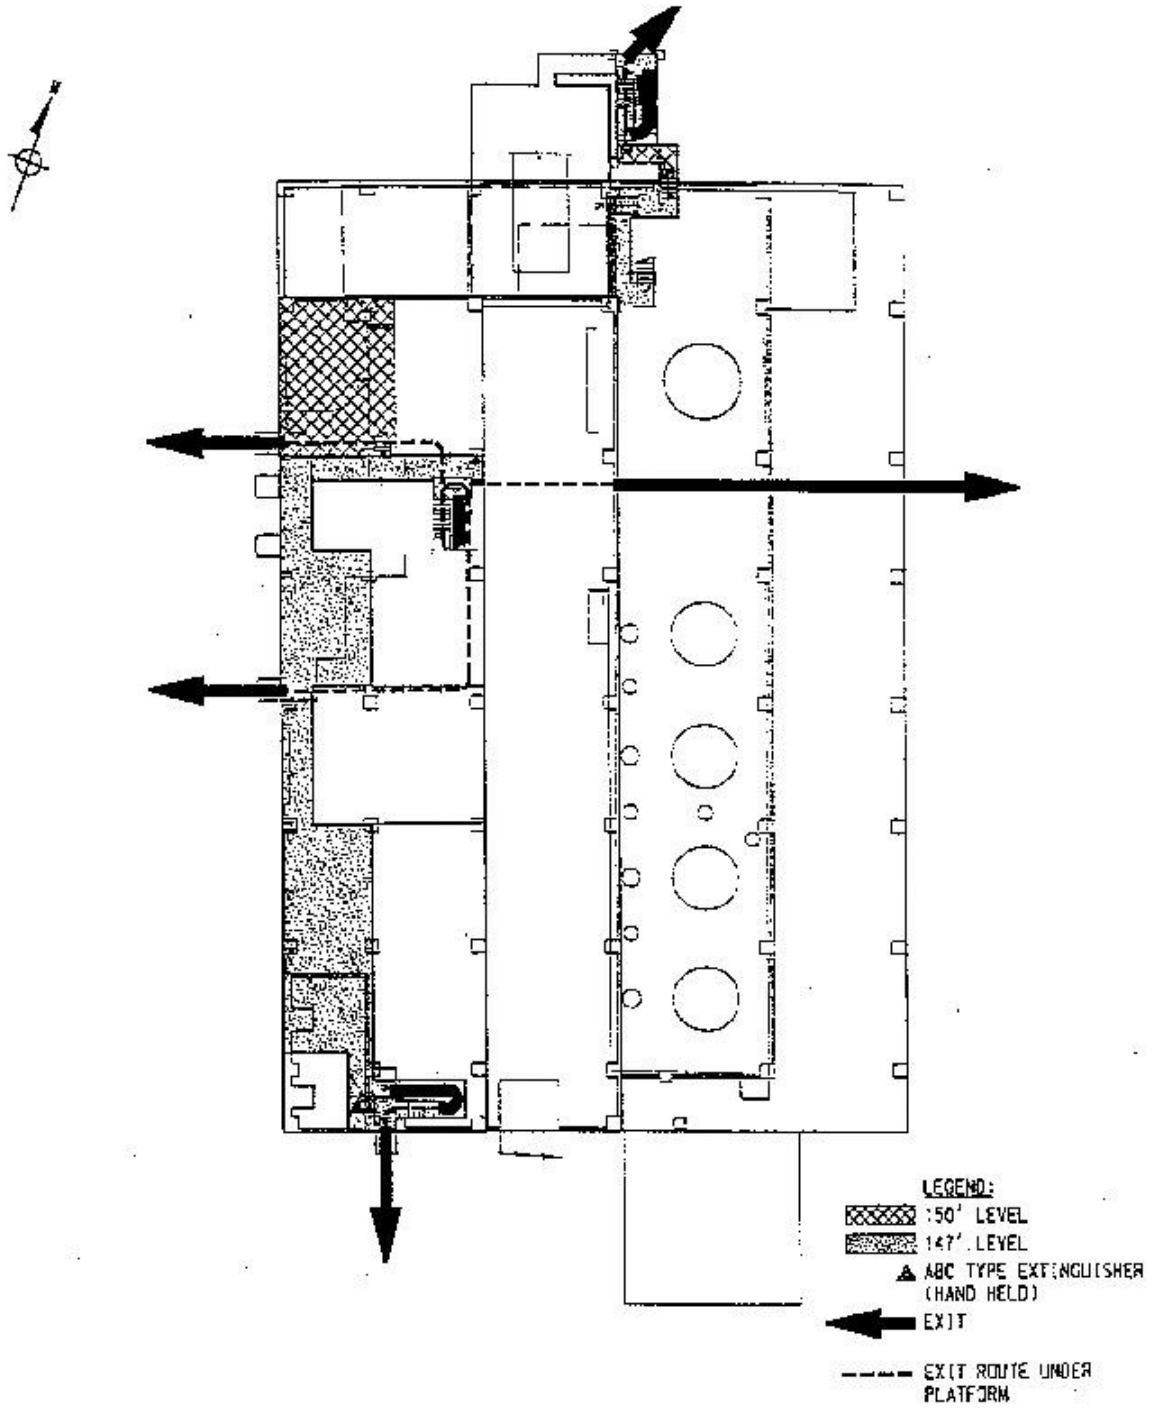 N
LEGEND:
150' LEVEL
147' LEVEL
ABC TYPE EXTINGUISHER
(HAND HELD)
EXIT
EXIT ROUTE UNDER
PLATFORM